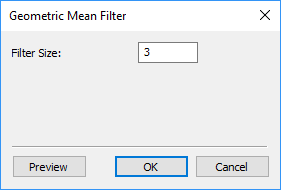 Geometric Mean Filter
Filter Size: 3
Preview OK Cancel